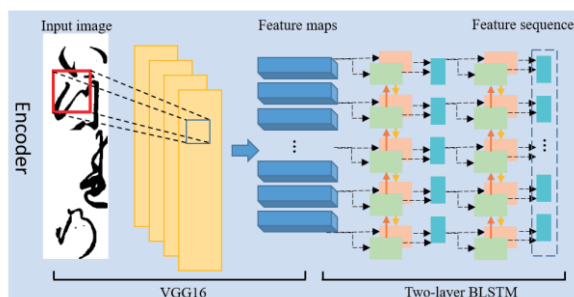 Input image
Feature maps
Feature sequence
Encoder
...
...
VGG16
Two-layer BLSTM